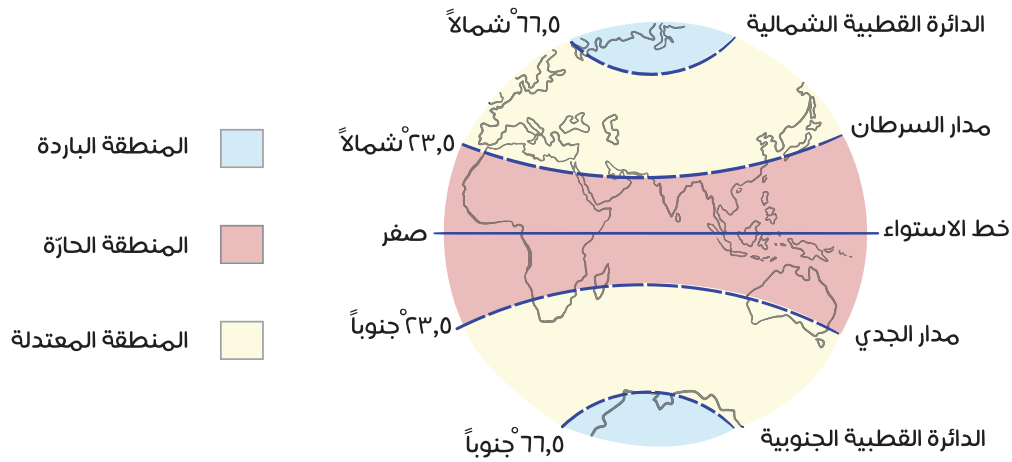 الدائرة القطبية الشمالية
٦٦,٥° شمالاً
مدار السرطان
٢٣,٥° شمالاً
خط الاستواء
صفر
مدار الجدي
٢٣,٥° جنوباً
الدائرة القطبية الجنوبية
٦٦,٥° جنوباً
المنطقة الباردة
المنطقة الحارّة
المنطقة المعتدلة